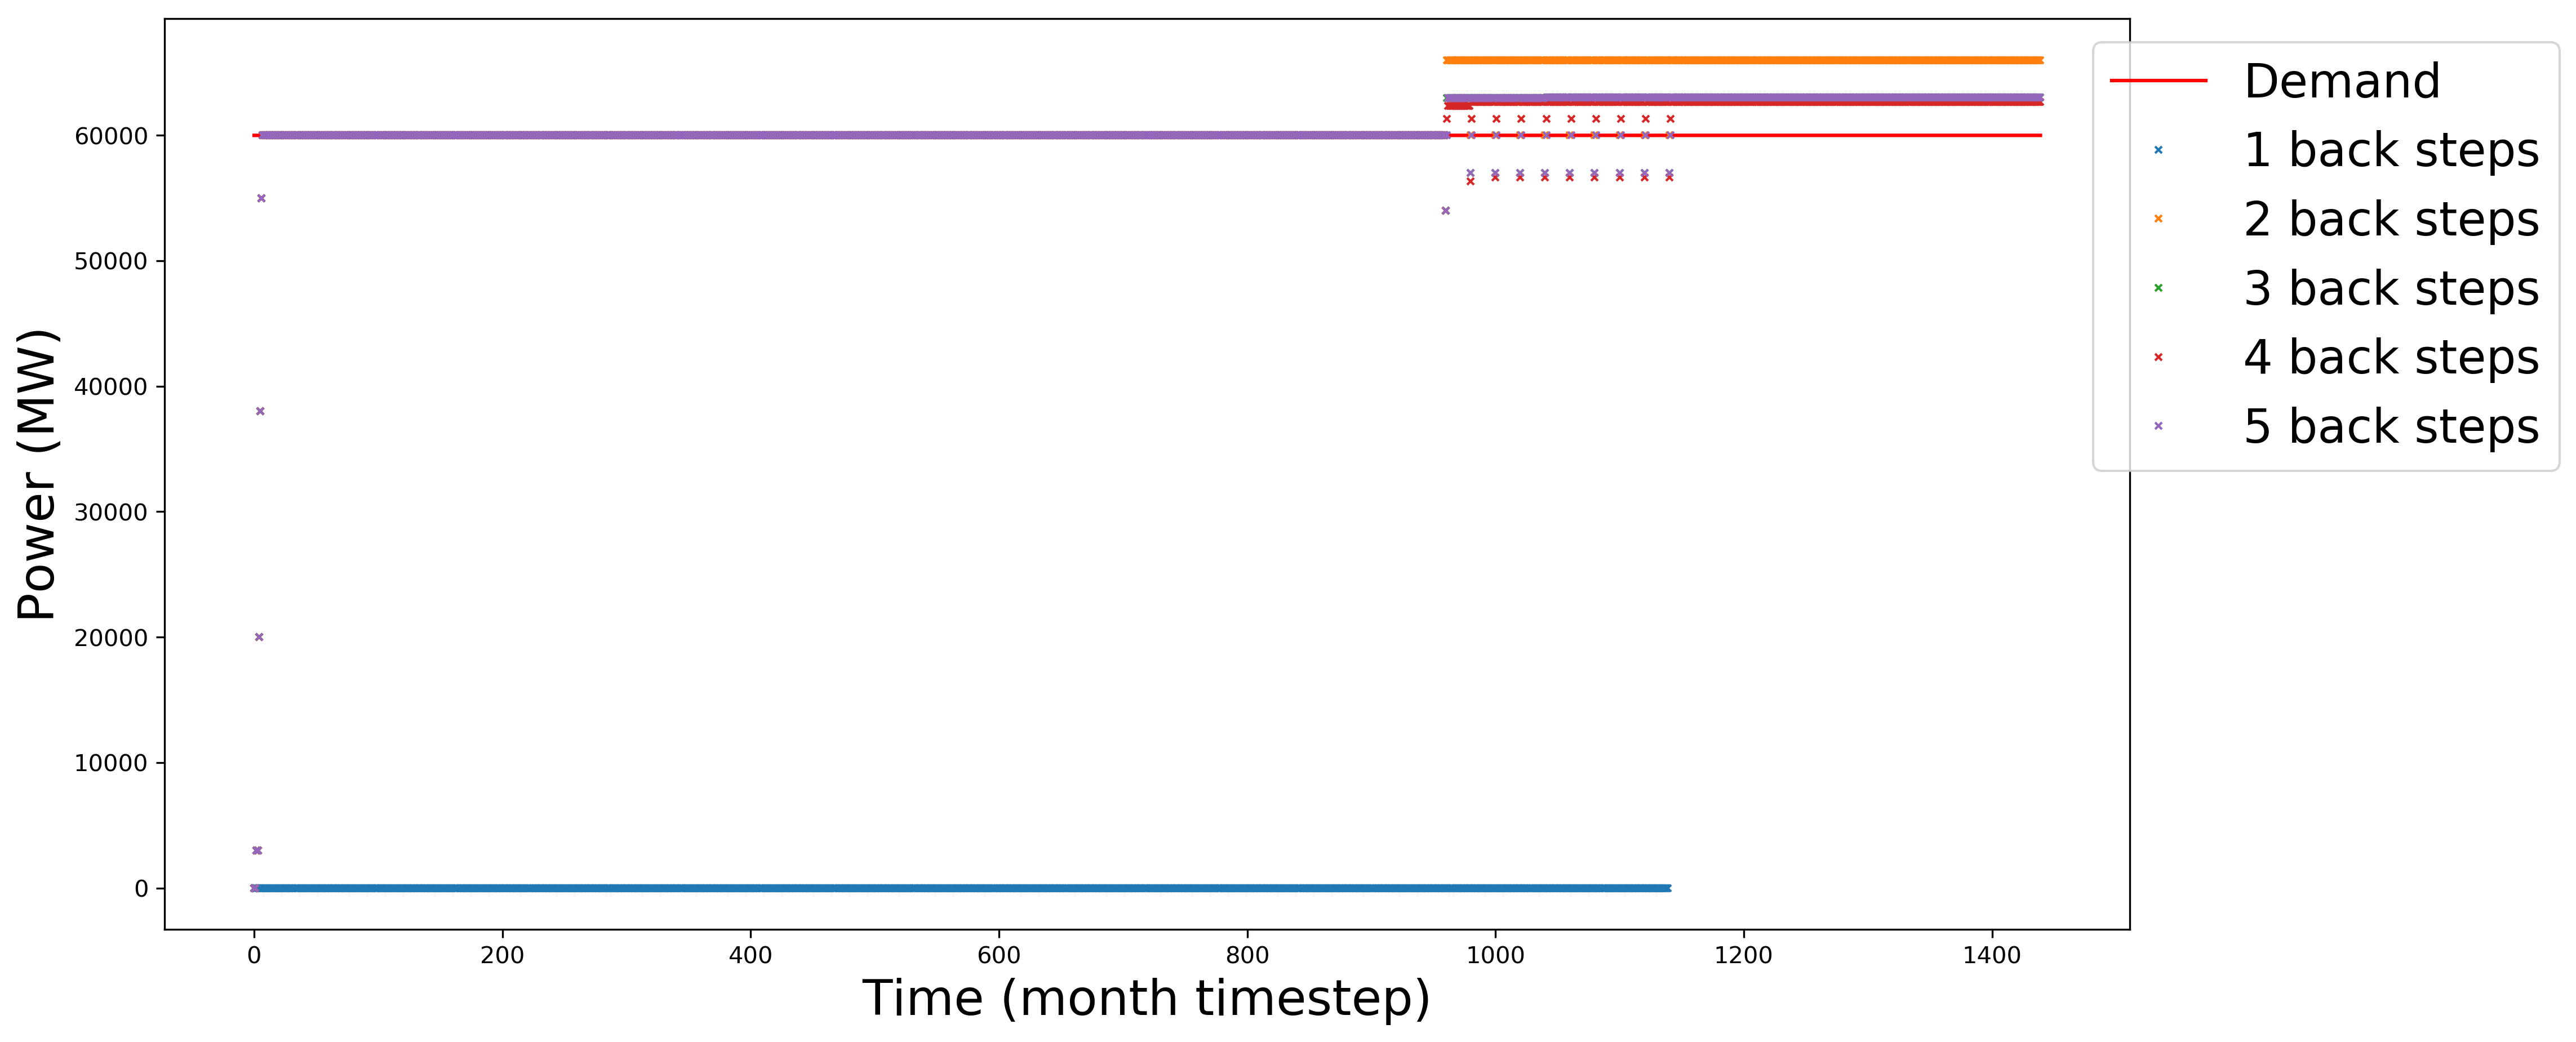 Demand
1 back steps
2 back steps
3 back steps
4 back steps
5 back steps
Power (MW)
60000
50000
40000
30000
20000
10000
0
0 200 400 600 800 1000 1200 1400
Time (month timestep)